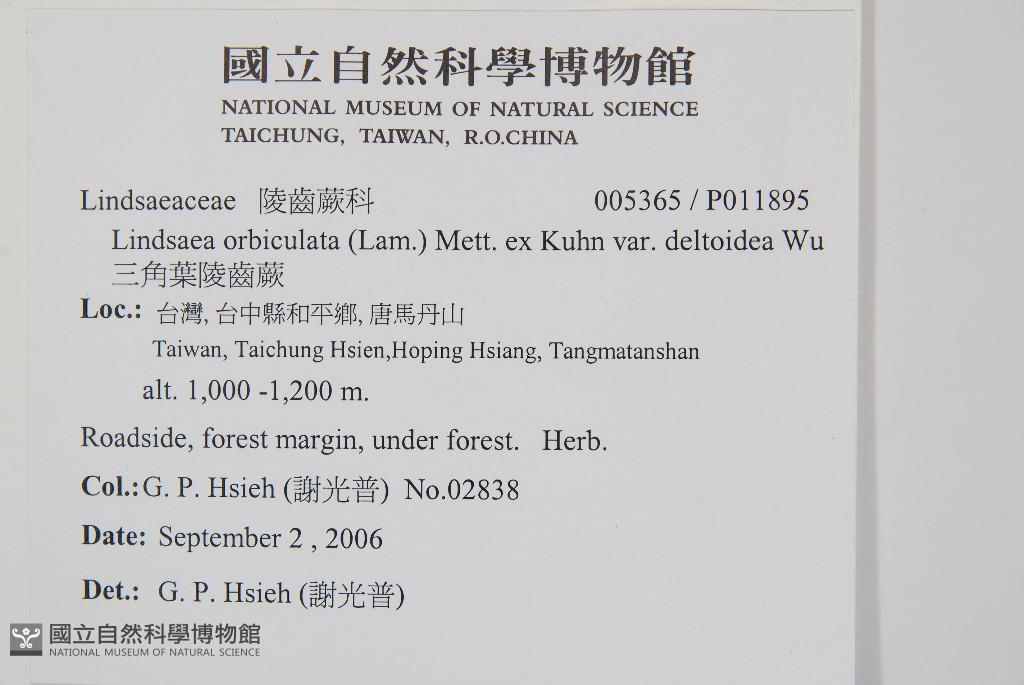 國立自然科學博物館
NATIONAL MUSEUM OF NATURAL SCIENCE
TAICHUNG, TAIWAN, R.O.CHINA
Lindsaeaceae 陵齒蕨科 005365 / P011895
Lindsaea orbiculata (Lam.) Mett. ex Kuhn var. deltoidea Wu
三角葉陵齒蕨
Loc.: 台灣, 台中縣和平鄉, 唐馬丹山
Taiwan, Taichung Hsien,Hoping Hsiang, Tangmatanshan
alt. 1,000 -1,200 m.
Roadside, forest margin, under forest. Herb.
Col.: G. P. Hsieh (謝光普) No.02838
Date: September 2 , 2006
Det.: G. P. Hsieh (謝光普)
國立自然科學博物館
NATIONAL MUSEUM OF NATURAL SCIENCE